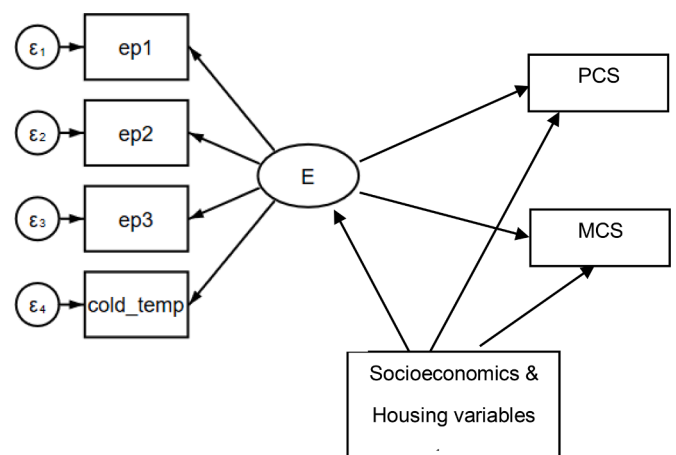 ε1
ep1
PCS
ε2
ep2
E
ε3
ep3
MCS
ε4
cold_temp
Socioeconomics &
Housing variables